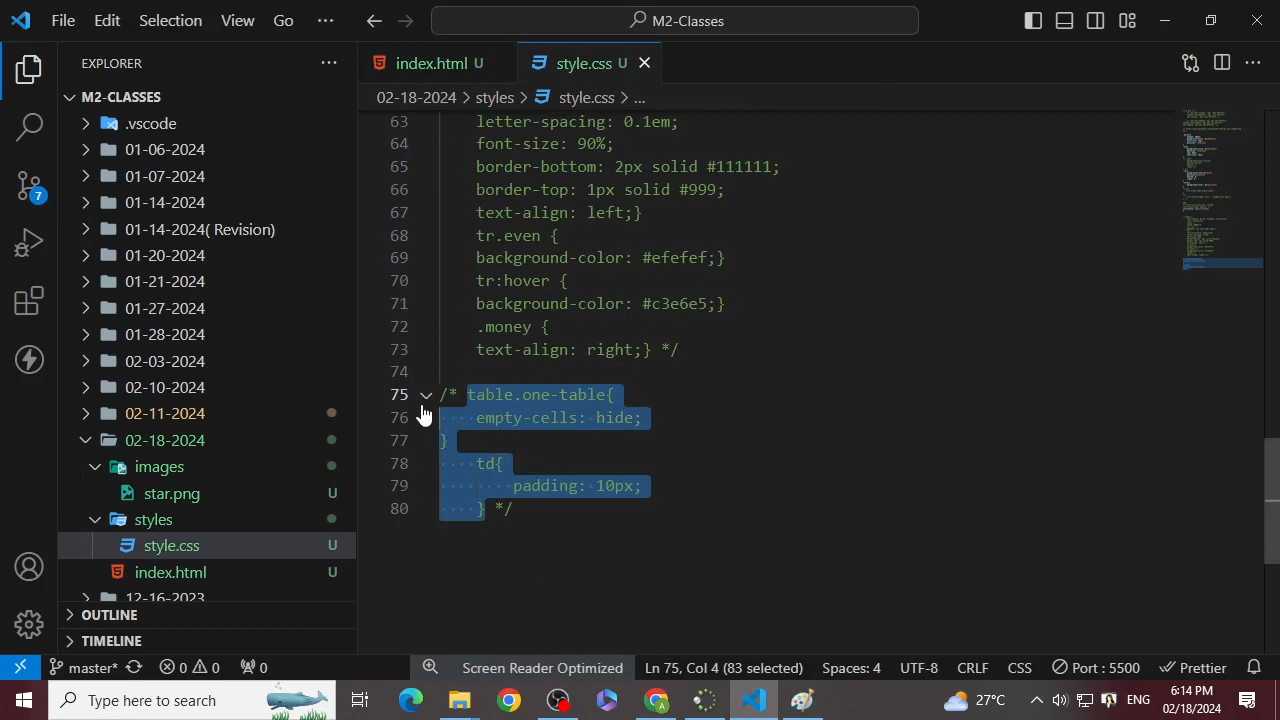 File Edit Selection View Go ··· M2-Classes
EXPLORER ···
M2-CLASSES
.vscode
01-06-2024
01-07-2024
01-14-2024
01-14-2024( Revision)
01-20-2024
01-21-2024
01-27-2024
01-28-2024
02-03-2024
02-10-2024
02-11-2024
02-18-2024
images
star.png U
styles
style.css U
index.html U
12-16-2023
OUTLINE
TIMELINE
7
index.html U style.css U
02-18-2024 > styles > style.css > ...
63 letter-spacing: 0.1em;
64 font-size: 90%;
65 border-bottom: 2px solid #111111;
66 border-top: 1px solid #999;
67 text-align: left;}
68 tr.even {
69 background-color: #efefef;}
70 tr:hover {
71 background-color: #c3e6e5;}
72 .money {
73 text-align: right;} */
74
75 /* table.one-table{
76 empty-cells: hide;
77 }
78 td{
79 padding: 10px;
80 } */
master* 0 0 0 Screen Reader Optimized Ln 75, Col 4 (83 selected) Spaces: 4 UTF-8 CRLF CSS Port : 5500 Prettier
Type here to search 27°C ENG 6:14 PM
02/18/2024